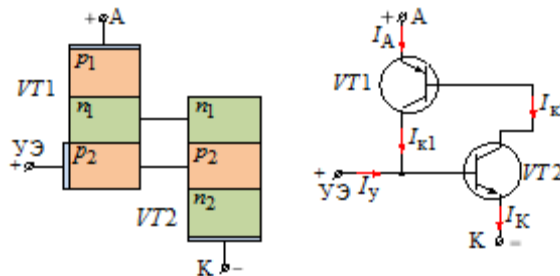 + A
p1
VT1
n1 n1
УЭ
+ p2 p2
VT2 n2
К −
+ A
IA
VT1
Iк
Iк1
+
УЭ Iу
VT2
IК
К −